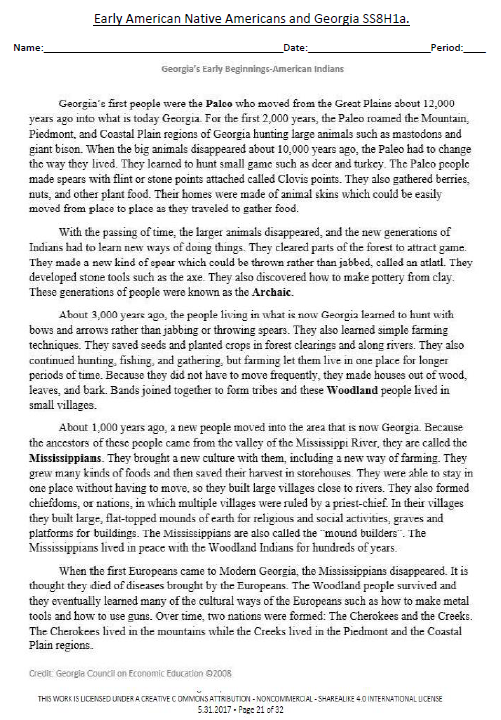 Early American Native Americans and Georgia SS8H1a.
Name:________________________________________ Date:____________________ Period:____
Georgia's Early Beginnings-American Indians
Georgia's first people were the Paleo who moved from the Great Plains about 12,000
years ago into what is today Georgia. For the first 2,000 years, the Paleo roamed the Mountain,
Piedmont, and Coastal Plain regions of Georgia hunting large animals such as mastodons and
giant bison. When the big animals disappeared about 10,000 years ago, the Paleo had to change
the way they lived. They learned to hunt small game such as deer and turkey. The Paleo people
made spears with flint or stone points attached called Clovis points. They also gathered berries,
nuts, and other plant food. Their homes were made of animal skins which could be easily
moved from place to place as they traveled to gather food.
With the passing of time, the larger animals disappeared, and the new generations of
Indians had to learn new ways of doing things. They cleared parts of the forest to attract game.
They made a new kind of spear which could be thrown rather than jabbed, called an atlatl. They
developed stone tools such as the axe. They also discovered how to make pottery from clay.
These generations of people were known as the Archaic.
About 3,000 years ago, the people living in what is now Georgia learned to hunt with
bows and arrows rather than jabbing or throwing spears. They also learned simple farming
techniques. They saved seeds and planted crops in forest clearings and along rivers. They also
continued hunting, fishing, and gathering, but farming let them live in one place for longer
periods of time. Because they did not have to move frequently, they made houses out of wood,
leaves, and bark. Bands joined together to form tribes and these Woodland people lived in
small villages.
About 1,000 years ago, a new people moved into the area that is now Georgia. Because
the ancestors of these people came from the valley of the Mississippi River, they are called the
Mississippians. They brought a new culture with them, including a new way of farming. They
grew many kinds of foods and then saved their harvest in storehouses. They were able to stay in
one place without having to move, so they built large villages close to rivers. They also formed
chiefdoms, or nations, in which multiple villages were ruled by a priest-chief. In their villages
they built large, flat-topped mounds of earth for religious and social activities, graves and
platforms for buildings. The Mississippians are also called the "mound builders". The
Mississippians lived in peace with the Woodland Indians for hundreds of years.
When the first Europeans came to Modern Georgia, the Mississippians disappeared. It is
thought they died of diseases brought by the Europeans. The Woodland people survived and
they eventually learned many of the cultural ways of the Europeans such as how to make metal
tools and how to use guns. Over time, two nations were formed: The Cherokees and the Creeks.
The Cherokees lived in the mountains while the Creeks lived in the Piedmont and the Coastal
Plain regions.
Credit: Georgia Council on Economic Education ©2008
THIS WORK IS LICENSED UNDER A CREATIVE COMMONS ATTRIBUTION - NONCOMMERCIAL - SHAREALIKE 4.0 INTERNATIONAL LICENSE
5.31.2017 • Page 21 of 32